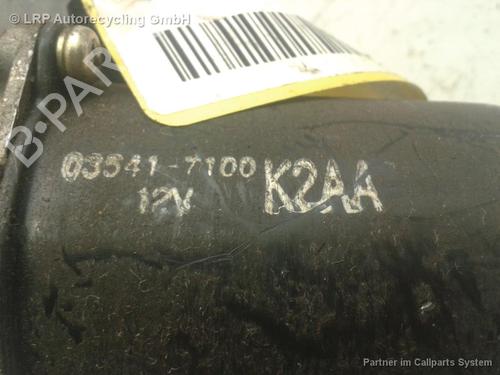 © LRP Autorecycling GmbH
B-PARTS
03541-7100 K2AA
12V
Partner im Callparts System